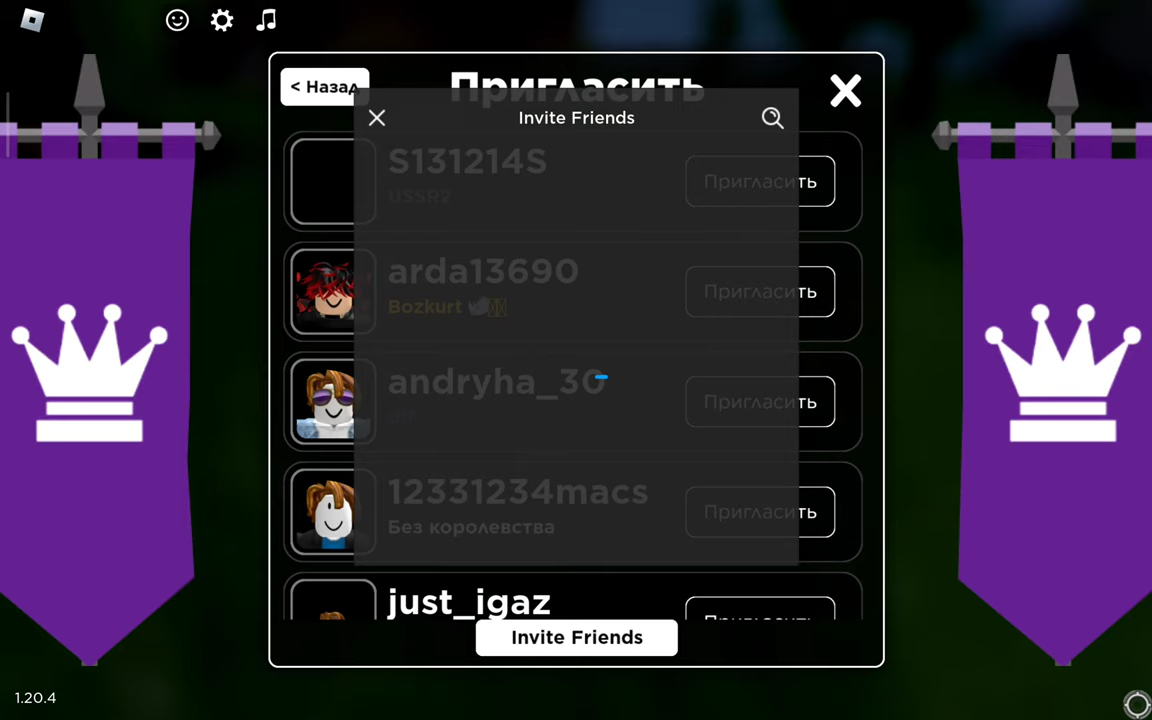 < Назад
Пригласить
Invite Friends
S131214S
USSR?
Пригласить
arda13690
Bozkurt
Пригласить
andryha_30
Пригласить
12331234macs
Без королевства
Пригласить
just_igaz
Пригласить
Invite Friends
1.20.4